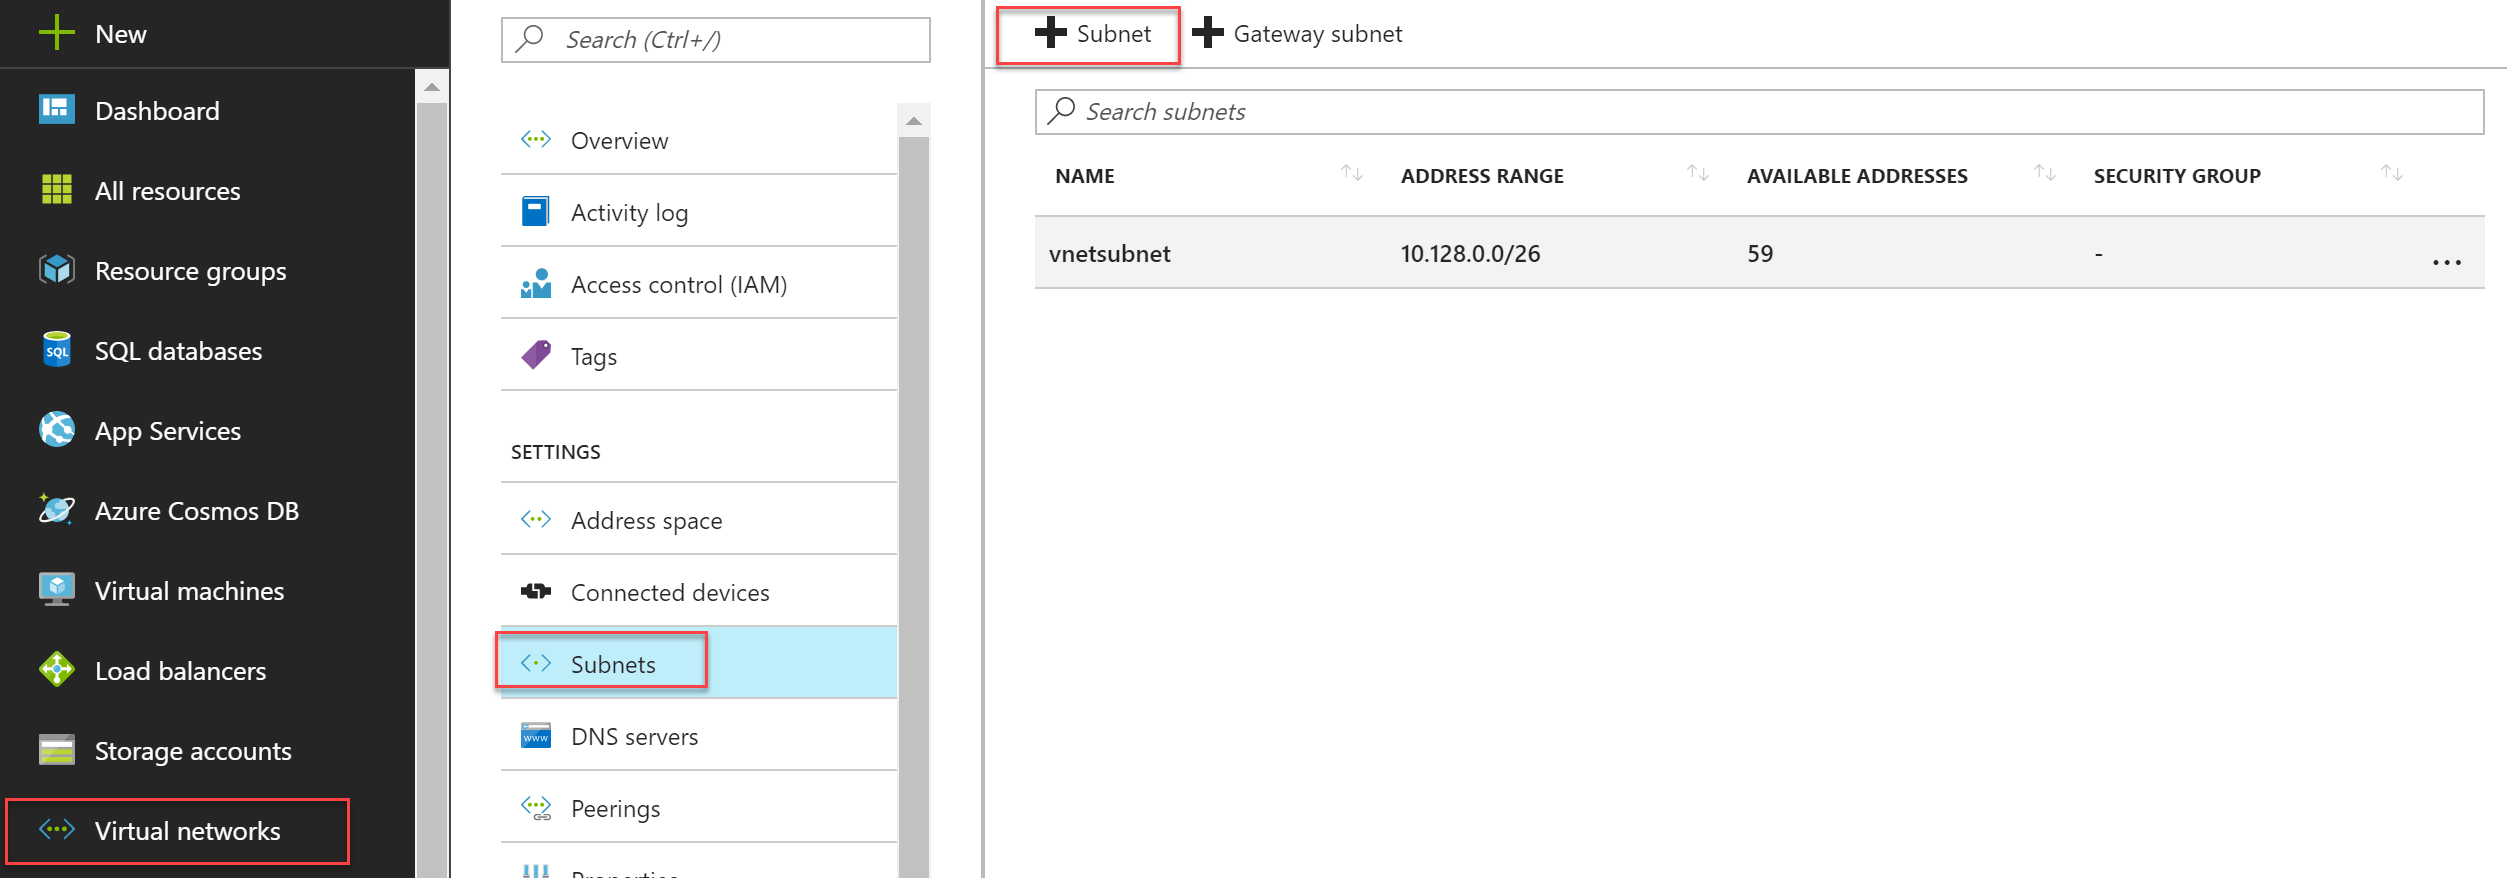 New
Dashboard
All resources
Resource groups
SQL
SQL databases
App Services
Azure Cosmos DB
Virtual machines
Load balancers
Storage accounts
Virtual networks
Search (Ctrl+/)
Overview
Activity log
Access control (IAM)
Tags
SETTINGS
Address space
Connected devices
Subnets
www
DNS servers
Peerings
Properties
Subnet Gateway subnet
Search subnets
NAME ADDRESS RANGE AVAILABLE ADDRESSES SECURITY GROUP
vnetsubnet 10.128.0.0/26 59 - ...